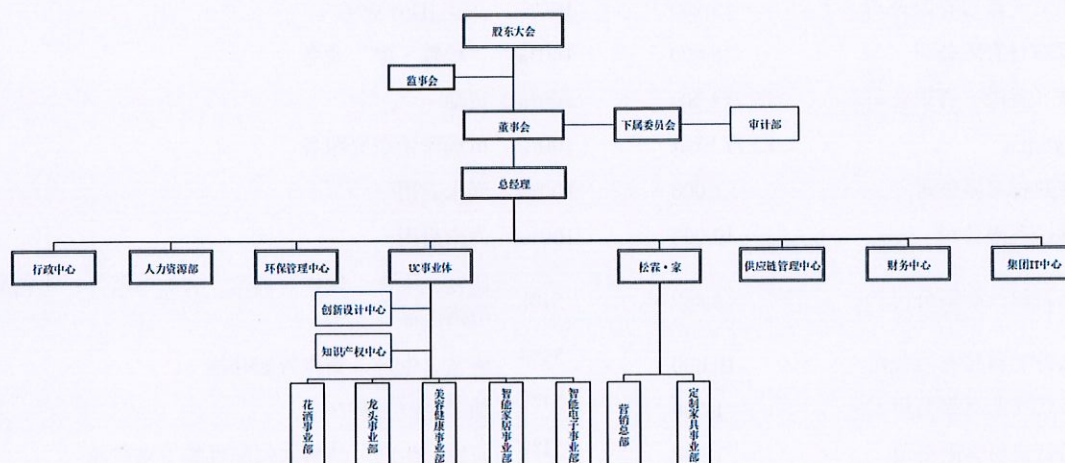 股东大会
监事会
董事会
下属委员会
审计部
总经理
行政中心
人力资源部
环保管理中心
UC事业体
松霖·家
供应链管理中心
财务中心
集团IT中心
创新设计中心
知识产权中心
花洒事业部
龙头事业部
美容健康事业部
智能家居事业部
智能电子事业部
营销总部
定制家具事业部